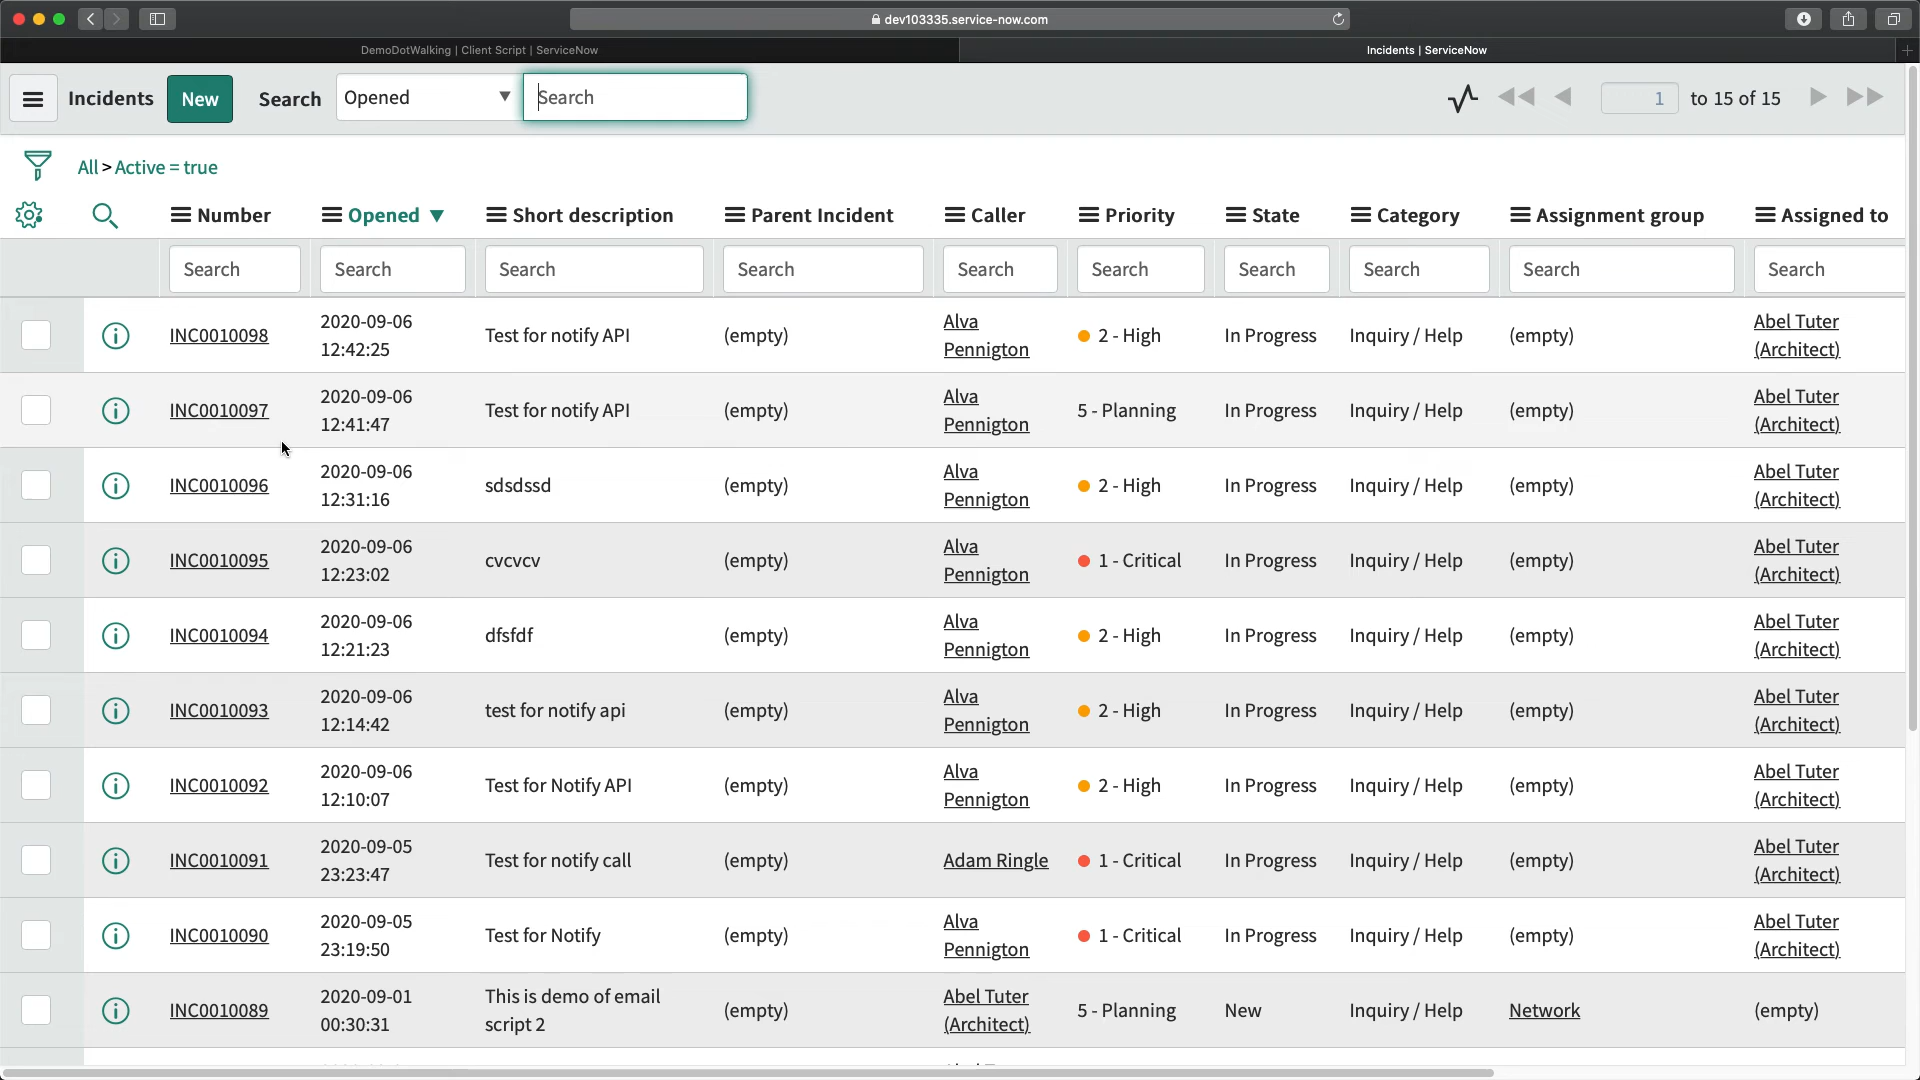 dev103335.service-now.com
DemoDotWalking | Client Script | ServiceNow
Incidents | ServiceNow
Incidents New Search Opened Search 1 to 15 of 15
All > Active = true
Number Opened Short description Parent Incident Caller Priority State Category Assignment group Assigned to
Search Search Search Search Search Search Search Search Search Search
INC0010098 2020-09-06 12:42:25 Test for notify API (empty) Alva Pennington 2 - High In Progress Inquiry / Help (empty) Abel Tuter (Architect)
INC0010097 2020-09-06 12:41:47 Test for notify API (empty) Alva Pennington 5 - Planning In Progress Inquiry / Help (empty) Abel Tuter (Architect)
INC0010096 2020-09-06 12:31:16 sdsdssd (empty) Alva Pennington 2 - High In Progress Inquiry / Help (empty) Abel Tuter (Architect)
INC0010095 2020-09-06 12:23:02 cvcvcv (empty) Alva Pennington 1 - Critical In Progress Inquiry / Help (empty) Abel Tuter (Architect)
INC0010094 2020-09-06 12:21:23 dfsfdf (empty) Alva Pennington 2 - High In Progress Inquiry / Help (empty) Abel Tuter (Architect)
INC0010093 2020-09-06 12:14:42 test for notify api (empty) Alva Pennington 2 - High In Progress Inquiry / Help (empty) Abel Tuter (Architect)
INC0010092 2020-09-06 12:10:07 Test for Notify API (empty) Alva Pennington 2 - High In Progress Inquiry / Help (empty) Abel Tuter (Architect)
INC0010091 2020-09-05 23:23:47 Test for notify call (empty) Adam Ringle 1 - Critical In Progress Inquiry / Help (empty) Abel Tuter (Architect)
INC0010090 2020-09-05 23:19:50 Test for Notify (empty) Alva Pennington 1 - Critical In Progress Inquiry / Help (empty) Abel Tuter (Architect)
INC0010089 2020-09-01 00:30:31 This is demo of email script 2 (empty) Abel Tuter (Architect) 5 - Planning New Inquiry / Help Network (empty)